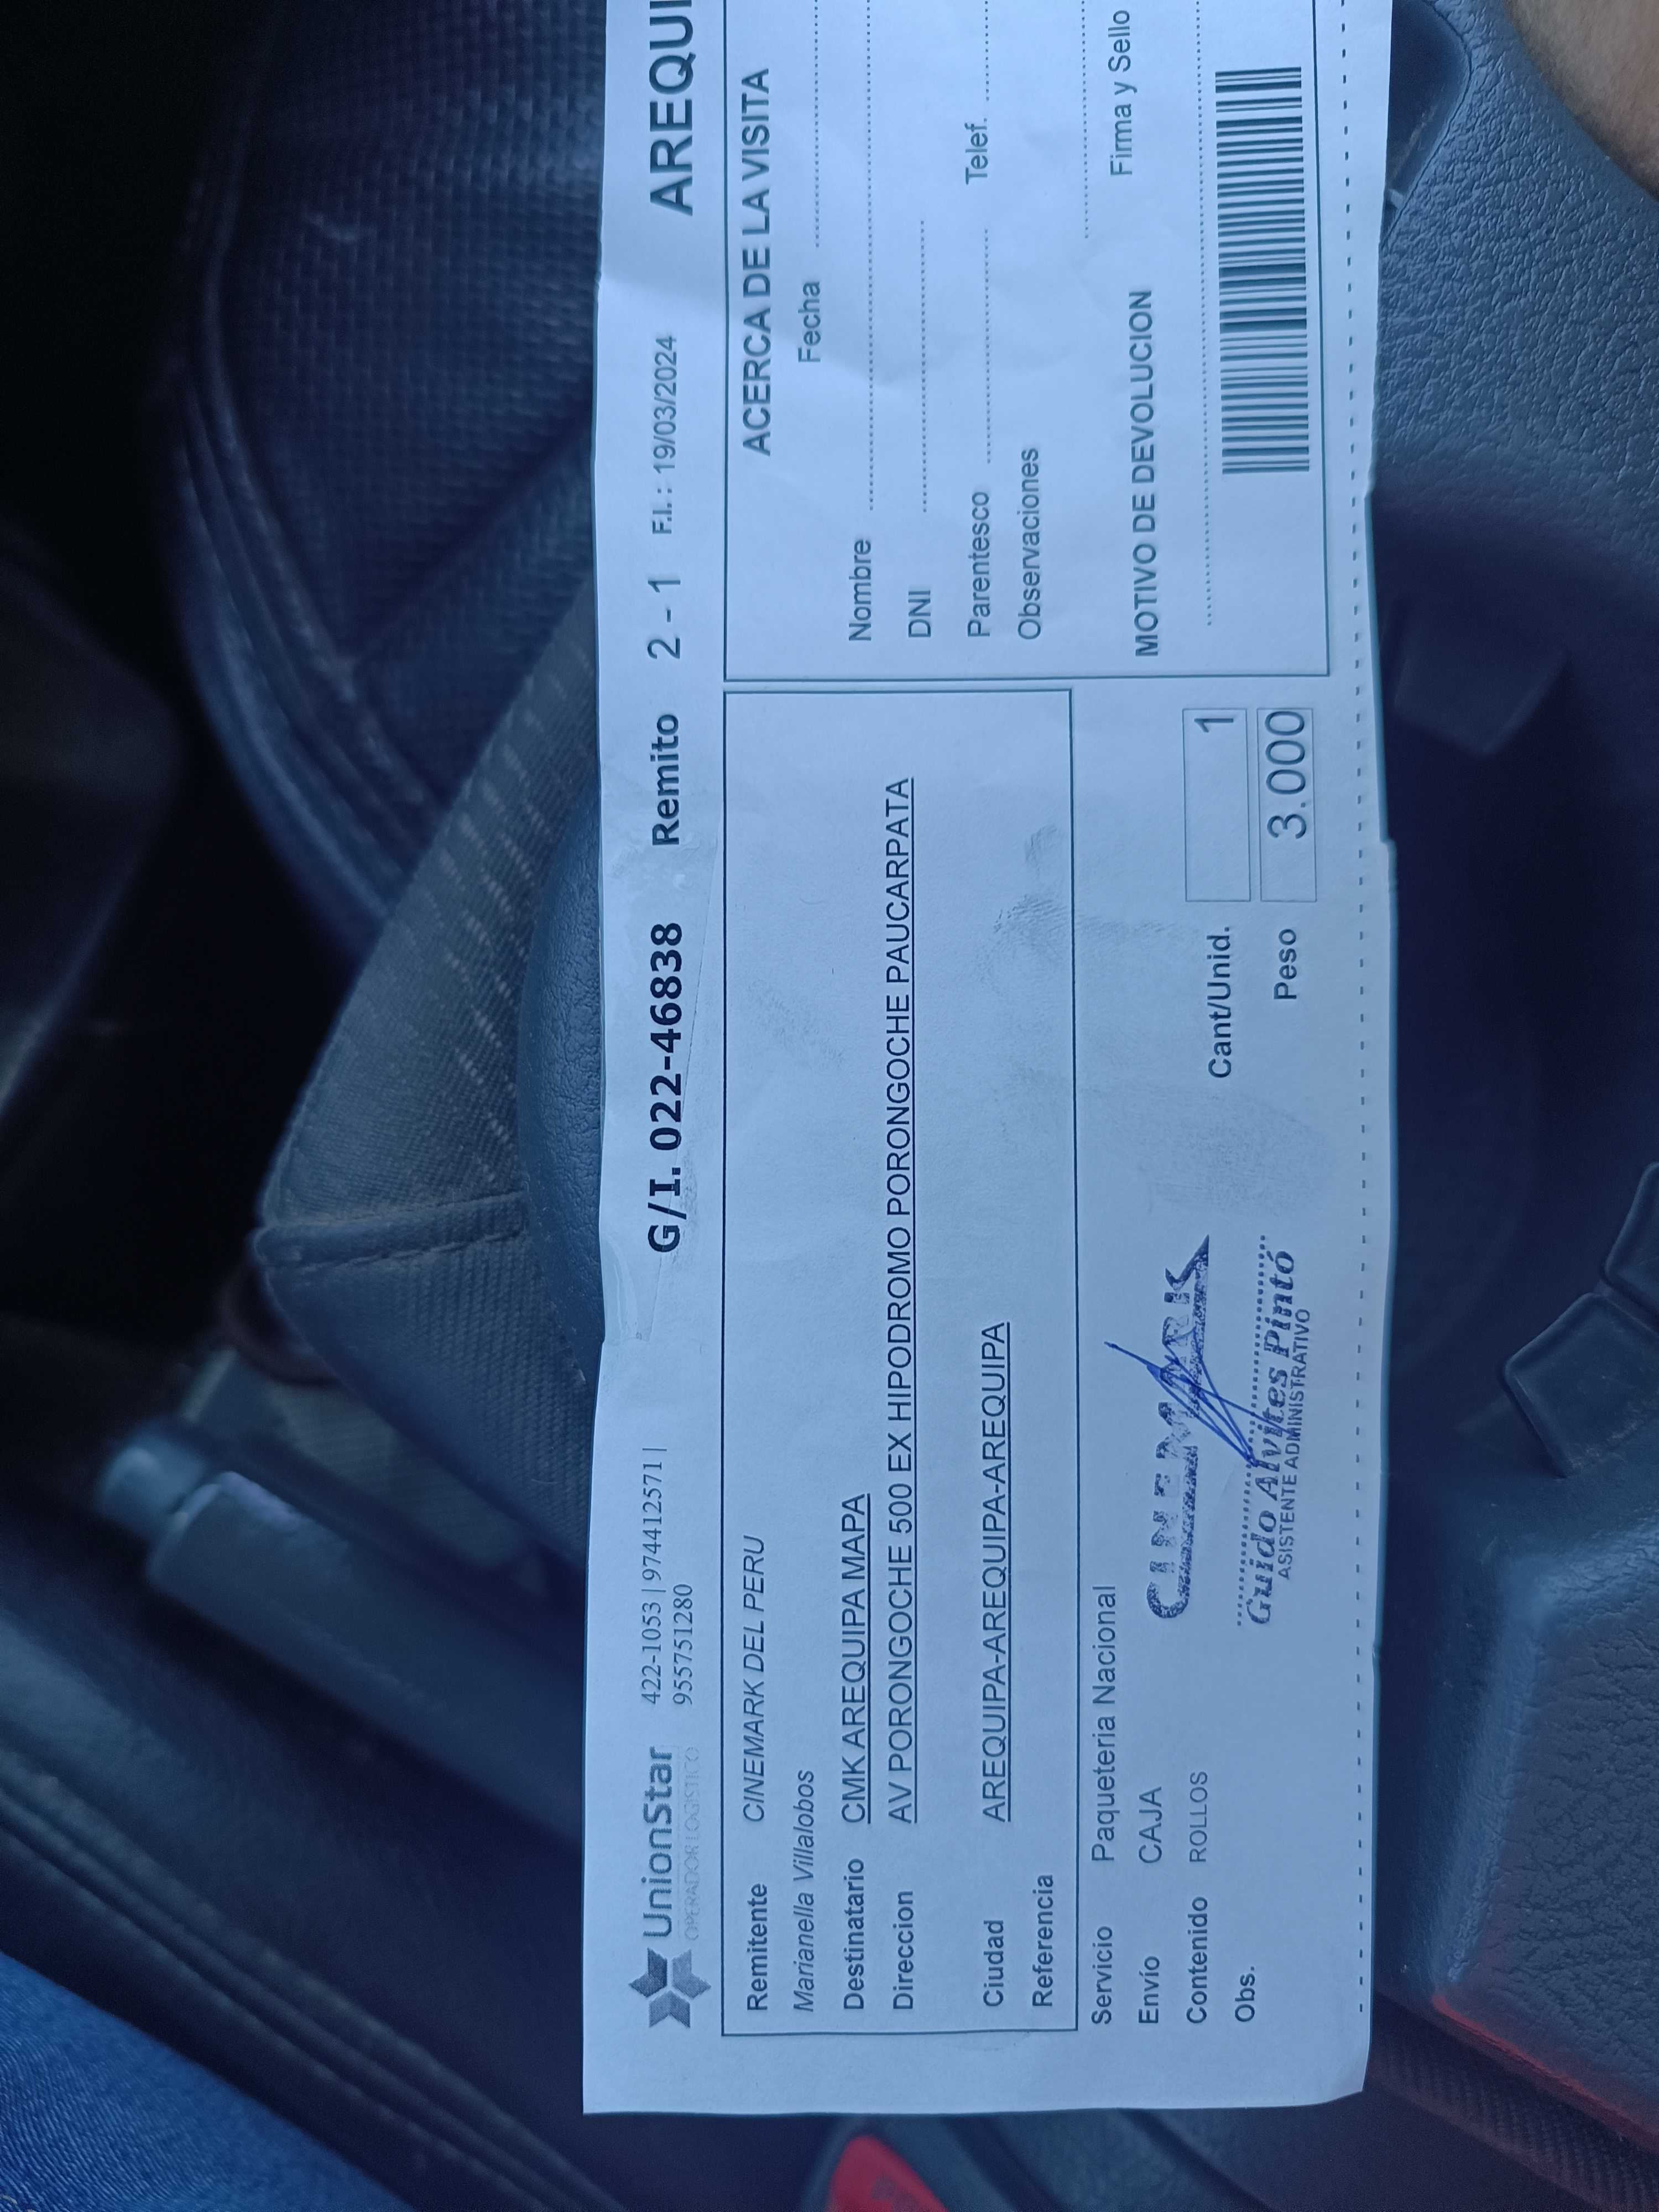 UnionStar
OPERADOR LOGISTICO
422-1053 | 974412571 |
955751280
G/I. 022-46838 Remito 2 - 1 F.I.: 19/03/2024 AREQUI
Remitente CINEMARK DEL PERU
Marianella Villalobos
Destinatario CMK AREQUIPA MAPA
Direccion AV PORONGOCHE 500 EX HIPODROMO PORONGOCHE PAUCARPATA
Ciudad AREQUIPA-AREQUIPA-AREQUIPA
Referencia
Servicio Paqueteria Nacional
Envío CAJA
Contenido ROLLOS
Obs.
CINEMARK
Guido Alvites Pintó
ASISTENTE ADMINISTRATIVO
Cant/Unid. 1
Peso 3.000
ACERCA DE LA VISITA
Fecha
Nombre
DNI
Parentesco Telef.
Observaciones
Firma y Sello
MOTIVO DE DEVOLUCION